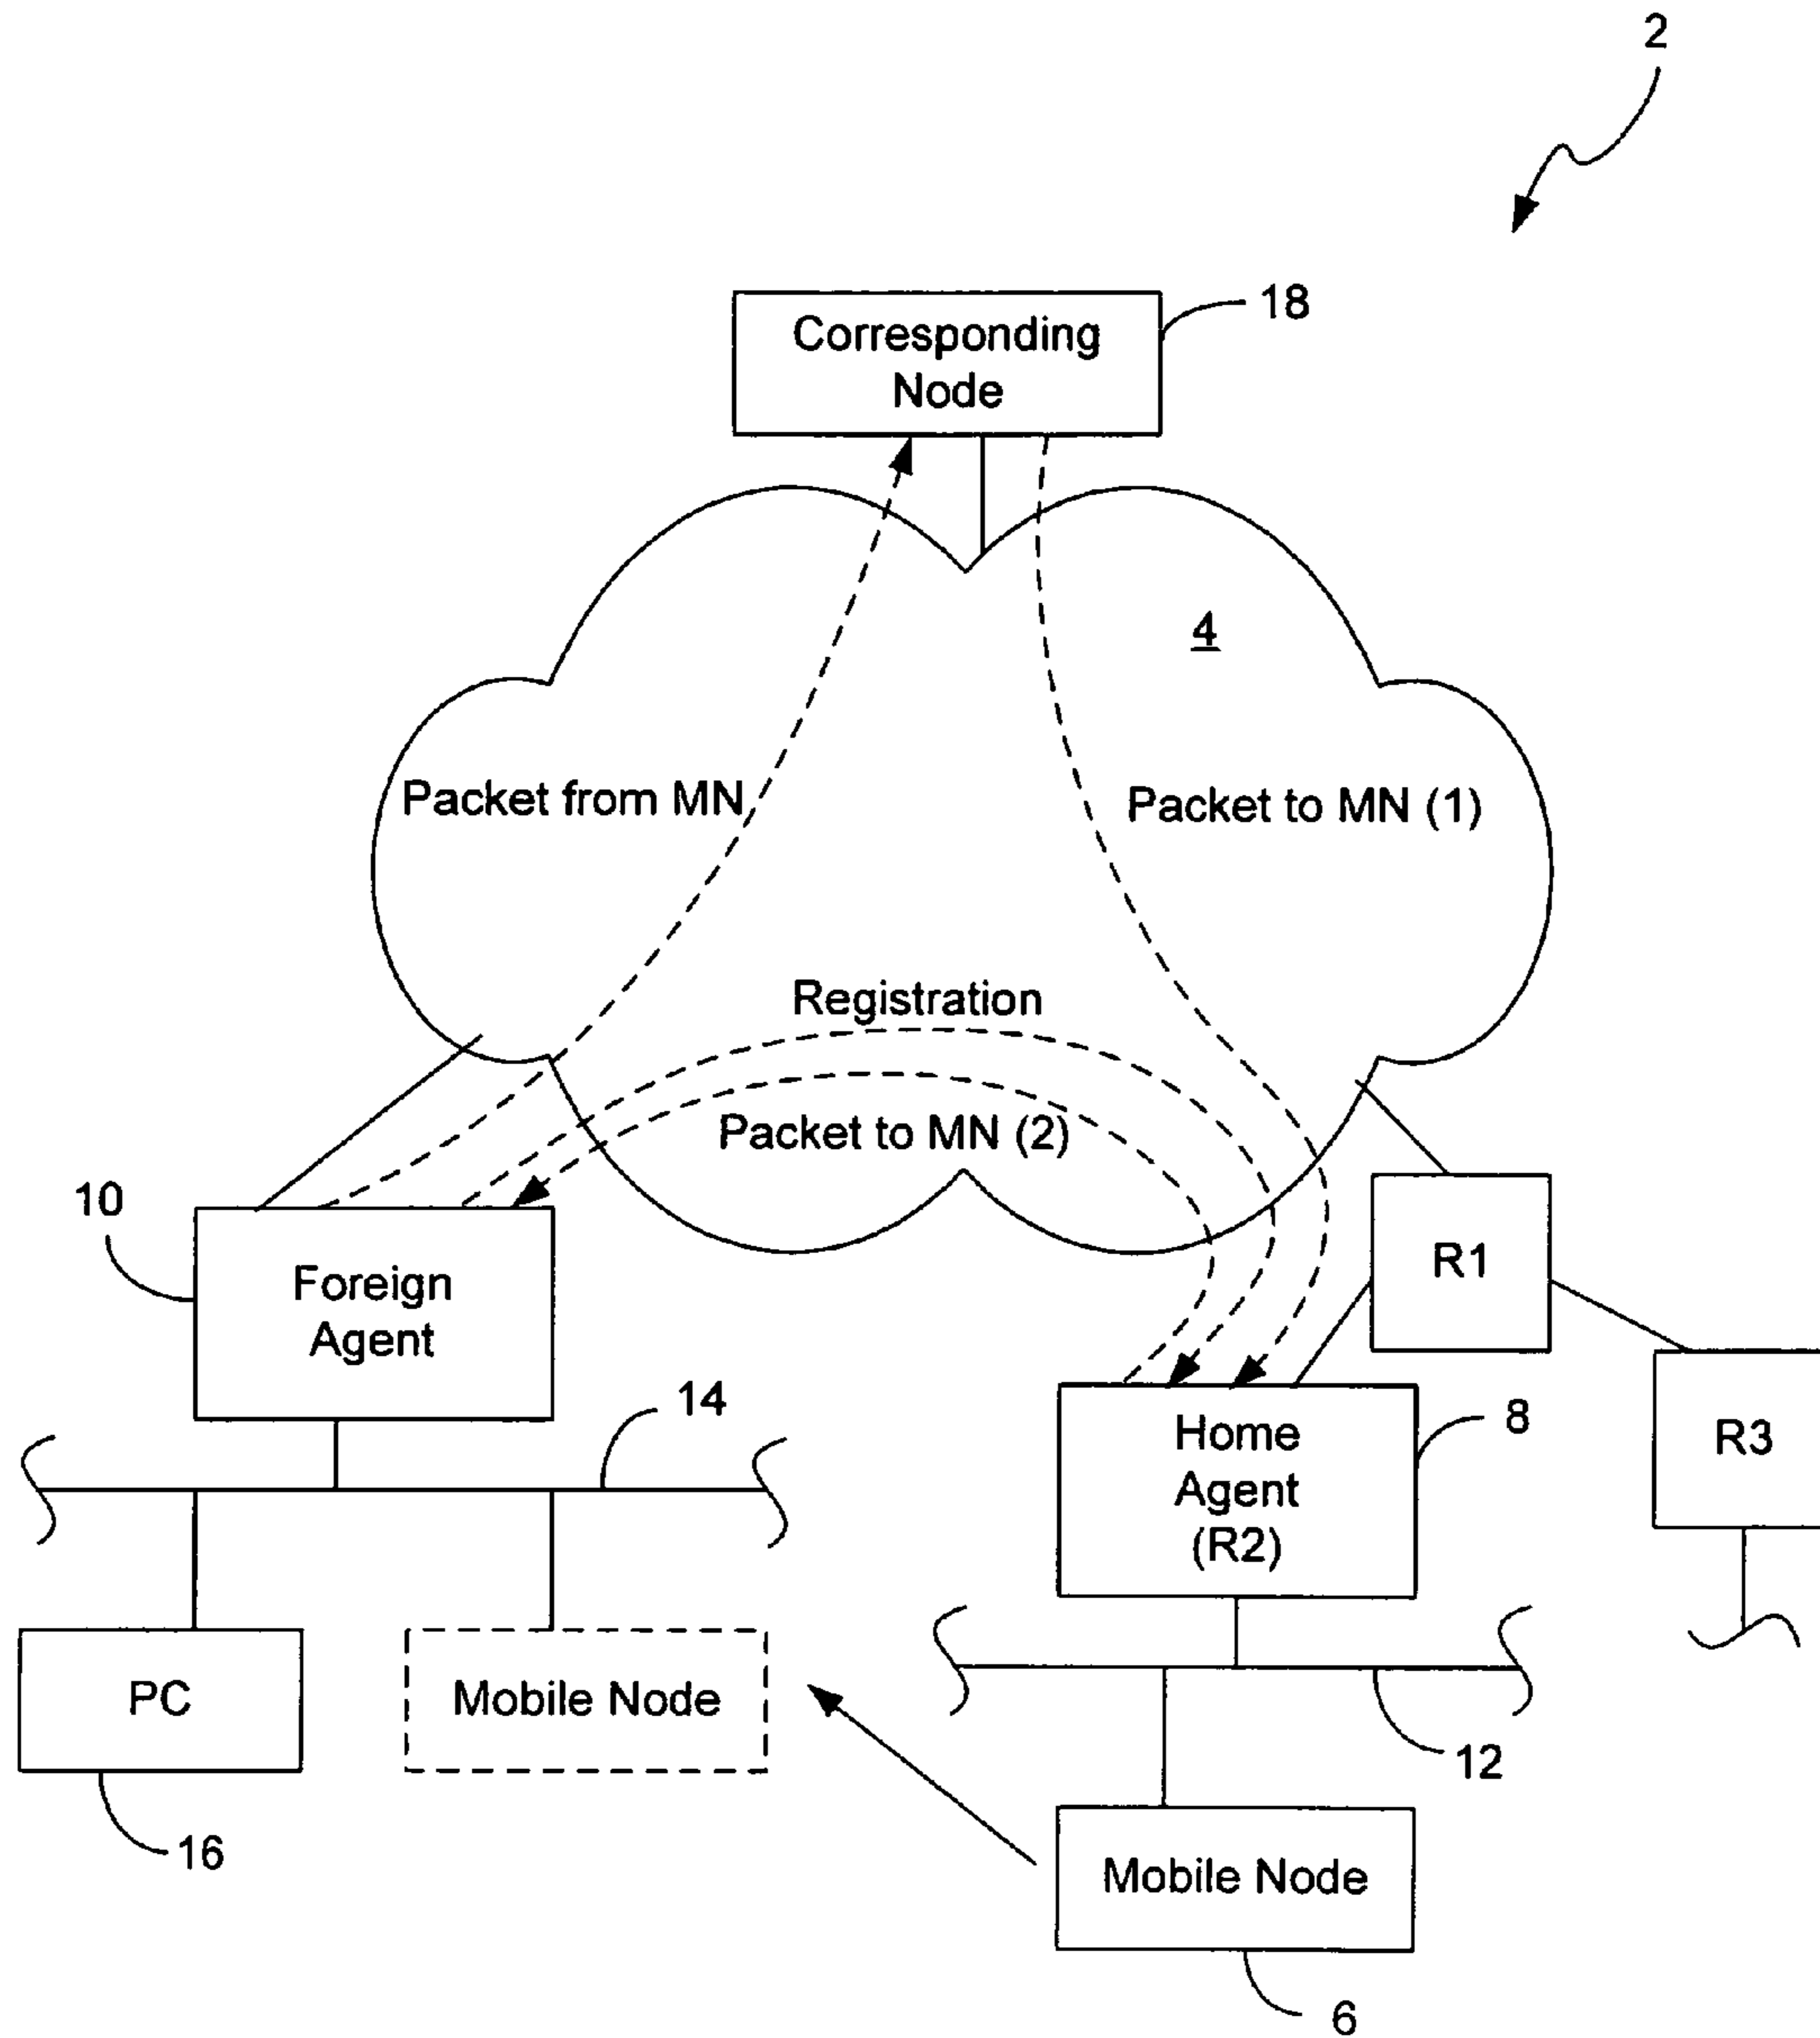 2
Corresponding
Node
18
4
Packet from MN
Packet to MN (1)
Registration
Packet to MN (2)
10
Foreign
Agent
R1
14
Home
Agent
(R2)
8
R3
PC
Mobile Node
12
16
Mobile Node
6